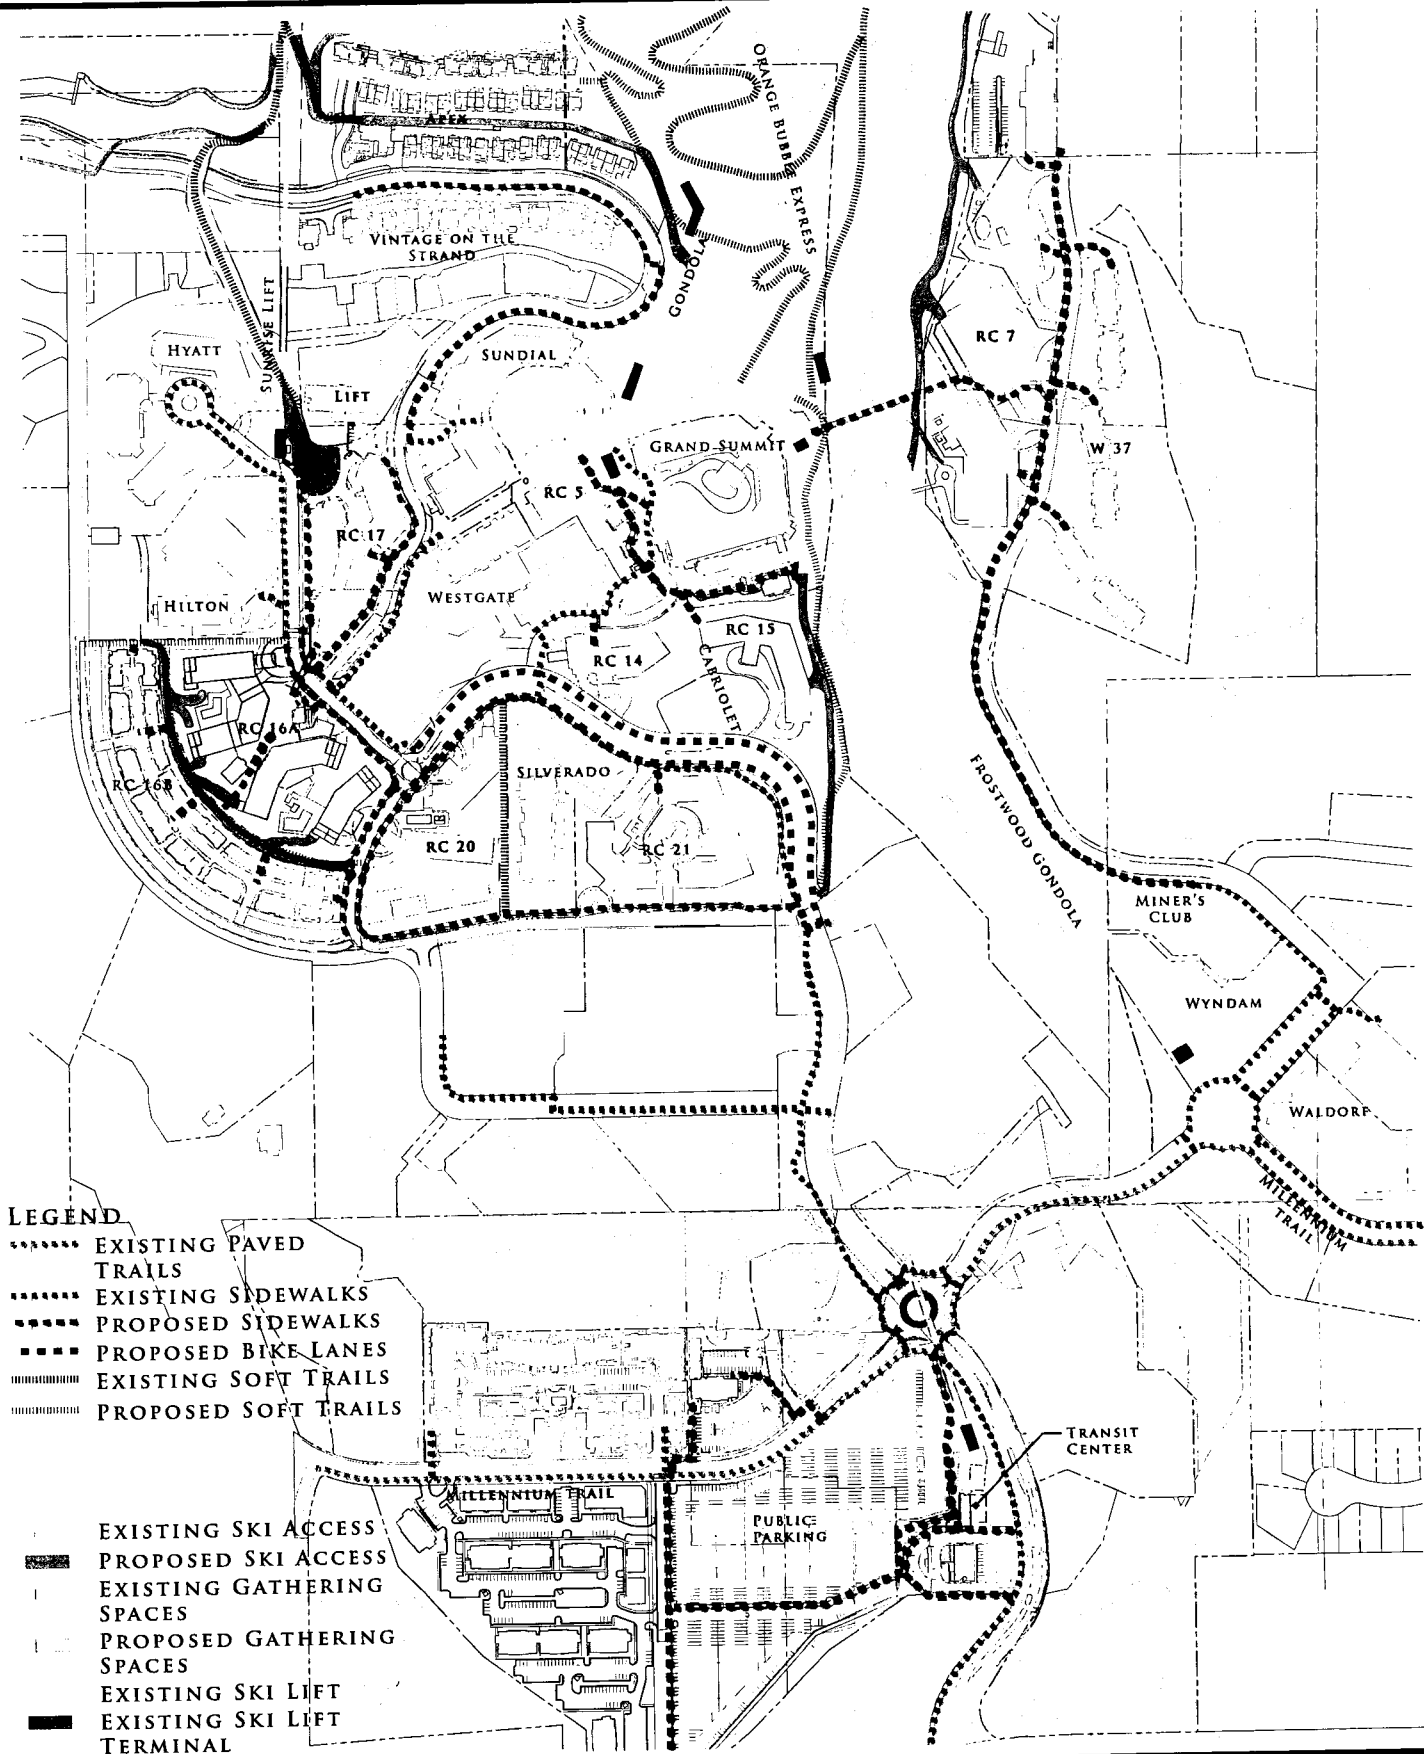 ORANGE BUBBLE EXPRESS
APEX
VINTAGE ON THE
STRAND
GONDOLA
SUNRISE LIFT
HYATT
SUNDIAL
LIFT
RC 7
GRAND SUMMIT
W 37
RC 5
RC 17
HILTON
WESTGATE
RC 15
RC 14
CABRIOLET
RC 16A
RC 16B
SILVERADO
RC 20
RC 21
FROSTWOOD GONDOLA
MINER'S
CLUB
WYNDAM
WALDORF
MILLENNIUM
TRAIL
LEGEND
EXISTING PAVED
TRAILS
EXISTING SIDEWALKS
PROPOSED SIDEWALKS
PROPOSED BIKE LANES
EXISTING SOFT TRAILS
PROPOSED SOFT TRAILS
TRANSIT
CENTER
MILLENNIUM TRAIL
PUBLIC
PARKING
EXISTING SKI ACCESS
PROPOSED SKI ACCESS
EXISTING GATHERING
SPACES
PROPOSED GATHERING
SPACES
EXISTING SKI LIFT
EXISTING SKI LIFT
TERMINAL